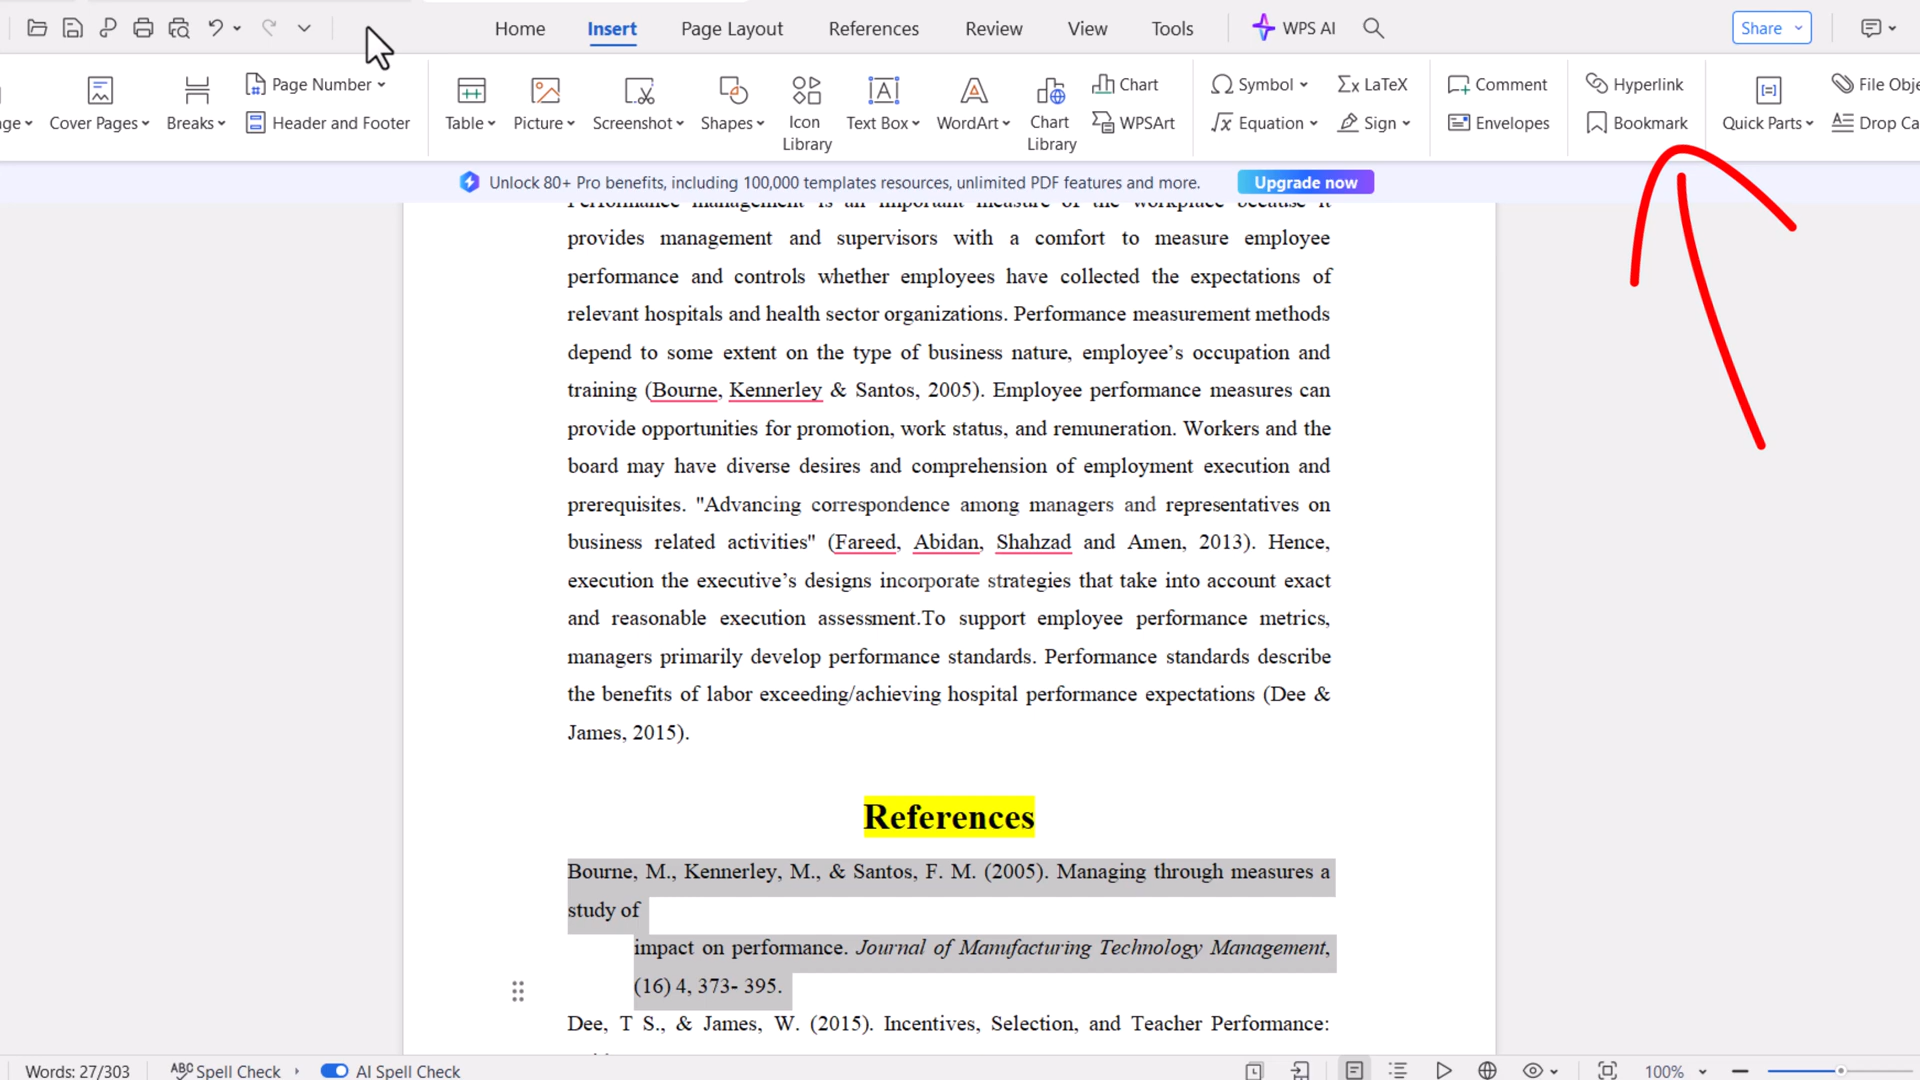 Home Insert Page Layout References Review View Tools WPS AI Share
Page Number Chart Symbol LaTeX Comment Hyperlink
Cover Pages Breaks Header and Footer Table Picture Screenshot Shapes Icon Library Text Box WordArt Chart Library WPSArt Equation Sign Envelopes Bookmark Quick Parts
Unlock 80+ Pro benefits, including 100,000 templates resources, unlimited PDF features and more. Upgrade now
Performance management is an important measure of the workplace because it
provides management and supervisors with a comfort to measure employee
performance and controls whether employees have collected the expectations of
relevant hospitals and health sector organizations. Performance measurement methods
depend to some extent on the type of business nature, employee’s occupation and
training (Bourne, Kennerley & Santos, 2005). Employee performance measures can
provide opportunities for promotion, work status, and remuneration. Workers and the
board may have diverse desires and comprehension of employment execution and
prerequisites. "Advancing correspondence among managers and representatives on
business related activities" (Fareed, Abidan, Shahzad and Amen, 2013). Hence,
execution the executive’s designs incorporate strategies that take into account exact
and reasonable execution assessment.To support employee performance metrics,
managers primarily develop performance standards. Performance standards describe
the benefits of labor exceeding/achieving hospital performance expectations (Dee &
James, 2015).
References
Bourne, M., Kennerley, M., & Santos, F. M. (2005). Managing through measures a
study of
impact on performance. Journal of Manufacturing Technology Management,
(16) 4, 373- 395.
Dee, T S., & James, W. (2015). Incentives, Selection, and Teacher Performance:
Words: 27/303 Spell Check AI Spell Check 100%